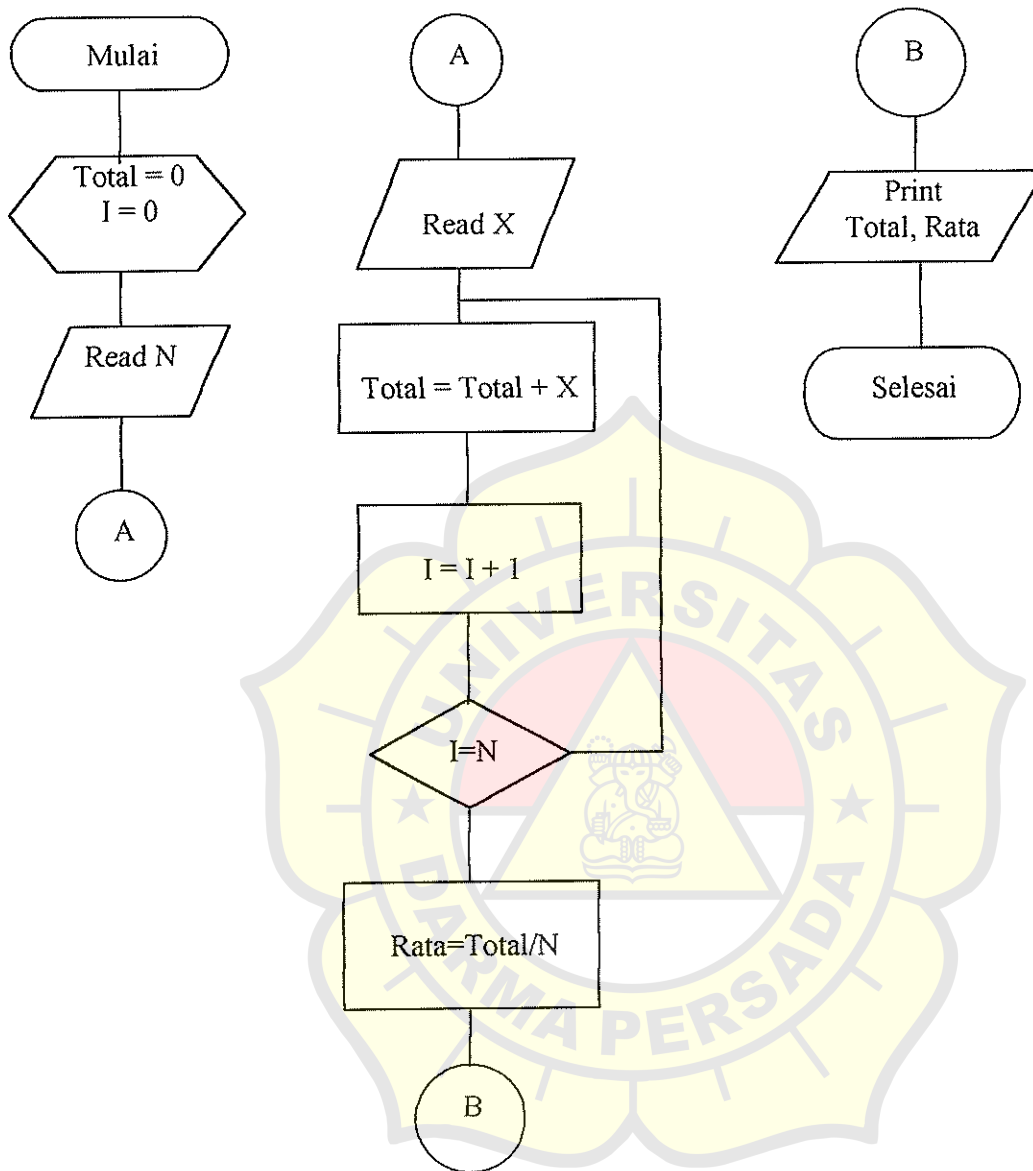 Mulai
Total = 0
I = 0
Read N
A
A
Read X
Total = Total + X
I = I + 1
I=N
Rata=Total/N
B
B
Print
Total, Rata
Selesai
UNIVERSITAS
DARMA PERSADA